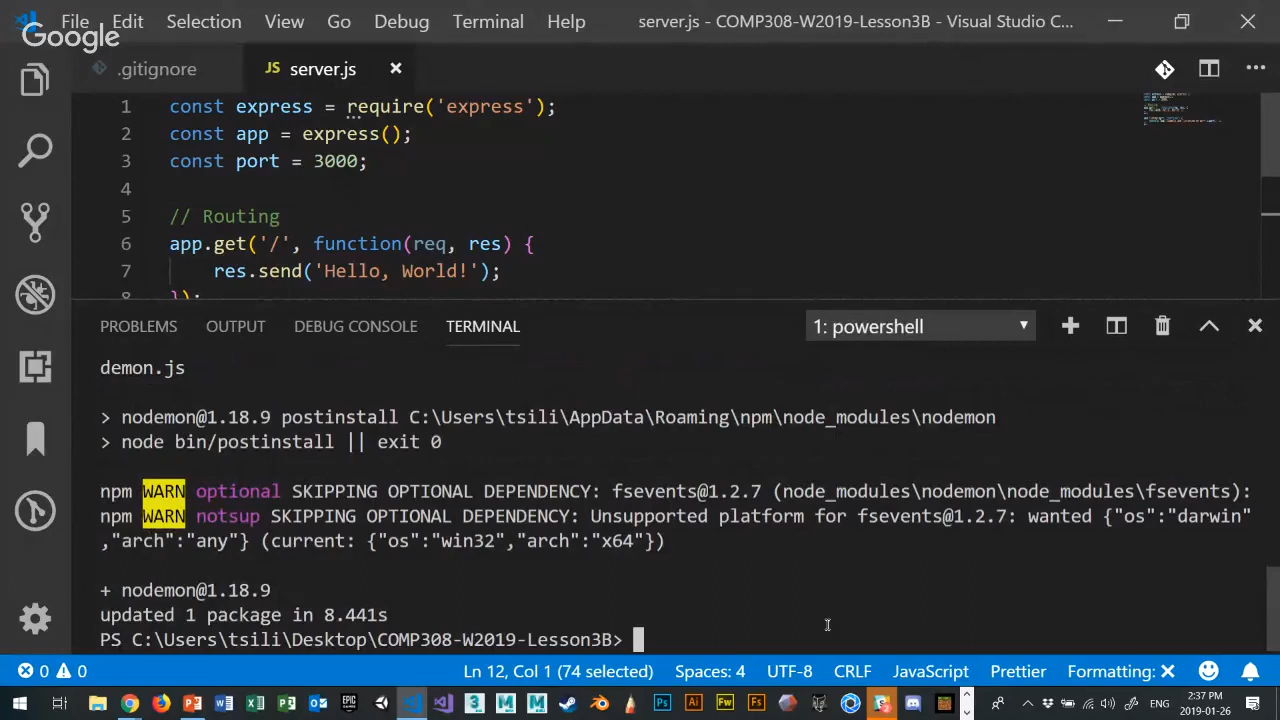 File Edit Selection View Go Debug Terminal Help server.js - COMP308-W2019-Lesson3B - Visual Studio C...
Google
.gitignore JS server.js
1 const express = require('express');
2 const app = express();
3 const port = 3000;
4
5 // Routing
6 app.get('/', function(req, res) {
7 res.send('Hello, World!');
8 });
PROBLEMS OUTPUT DEBUG CONSOLE TERMINAL 1: powershell
demon.js
> nodemon@1.18.9 postinstall C:\Users\tsili\AppData\Roaming\npm\node_modules\nodemon
> node bin/postinstall || exit 0
npm WARN optional SKIPPING OPTIONAL DEPENDENCY: fsevents@1.2.7 (node_modules\nodemon\node_modules\fsevents):
npm WARN notsup SKIPPING OPTIONAL DEPENDENCY: Unsupported platform for fsevents@1.2.7: wanted {"os":"darwin"
,"arch":"any"} (current: {"os":"win32","arch":"x64"})
+ nodemon@1.18.9
updated 1 package in 8.441s
PS C:\Users\tsili\Desktop\COMP308-W2019-Lesson3B>
0 0 Ln 12, Col 1 (74 selected) Spaces: 4 UTF-8 CRLF JavaScript Prettier Formatting: ✕
ENG 2:37 PM
2019-01-26